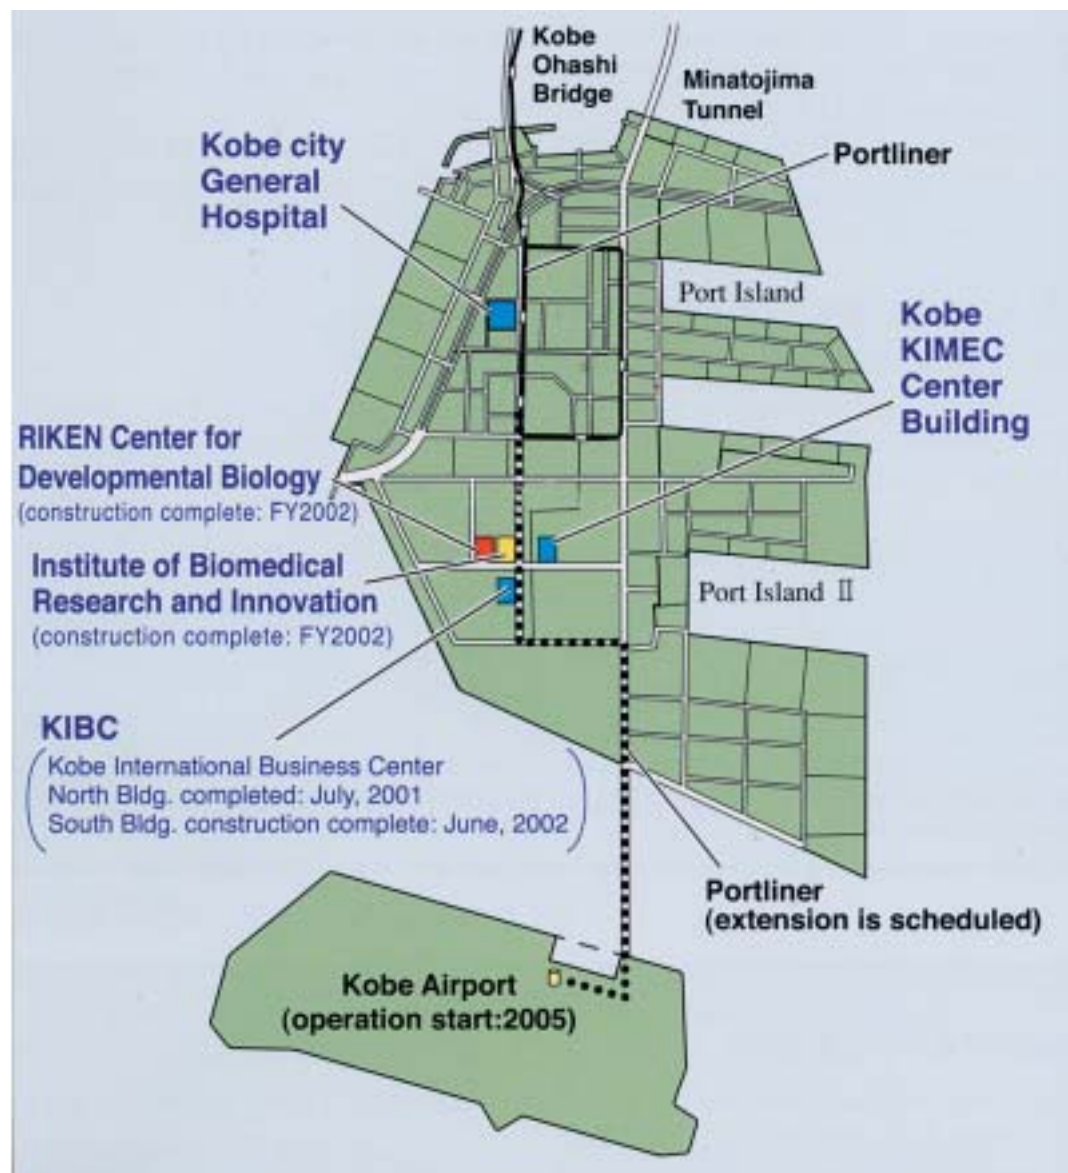 Kobe
Ohashi
Bridge
Minatojima
Tunnel
Kobe city
General
Hospital
Portliner
Port Island
Kobe
KIMEC
Center
Building
RIKEN Center for
Developmental Biology
(construction complete: FY2002)
Institute of Biomedical
Research and Innovation
(construction complete: FY2002)
Port Island Ⅱ
KIBC
Kobe International Business Center
North Bldg. completed: July, 2001
South Bldg. construction complete: June, 2002
Portliner
(extension is scheduled)
Kobe Airport
(operation start:2005)